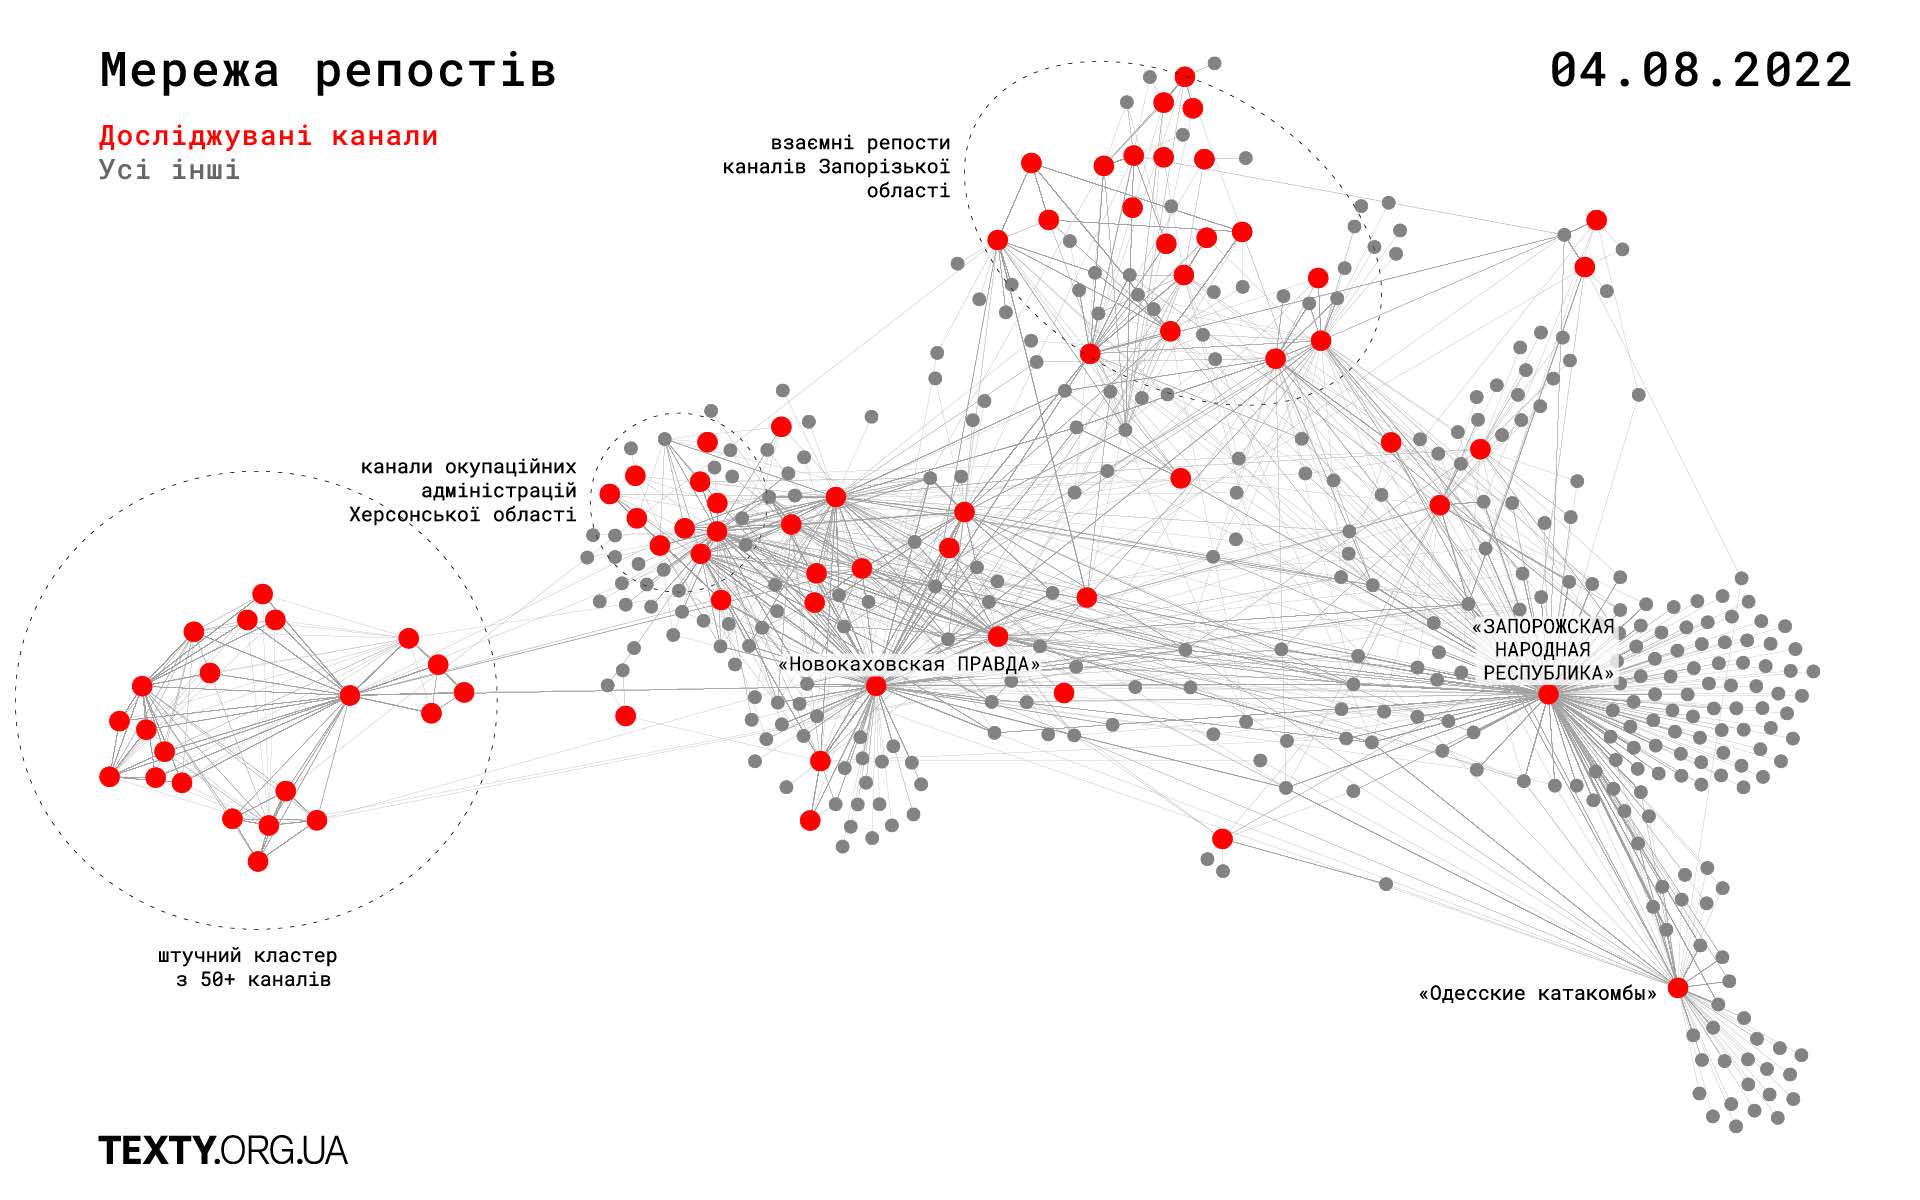 Мережа репостів
04.08.2022
Досліджувані канали
Усі інші
взаємні репости
каналів Запорізької
області
канали окупаційних
адміністрацій
Херсонської області
«ЗАПОРОЖСКАЯ
НАРОДНАЯ
РЕСПУБЛИКА»
«Новокаховская ПРАВДА»
штучний кластер
з 50+ каналів
«Одесские катакомбы»
TEXTY.ORG.UA